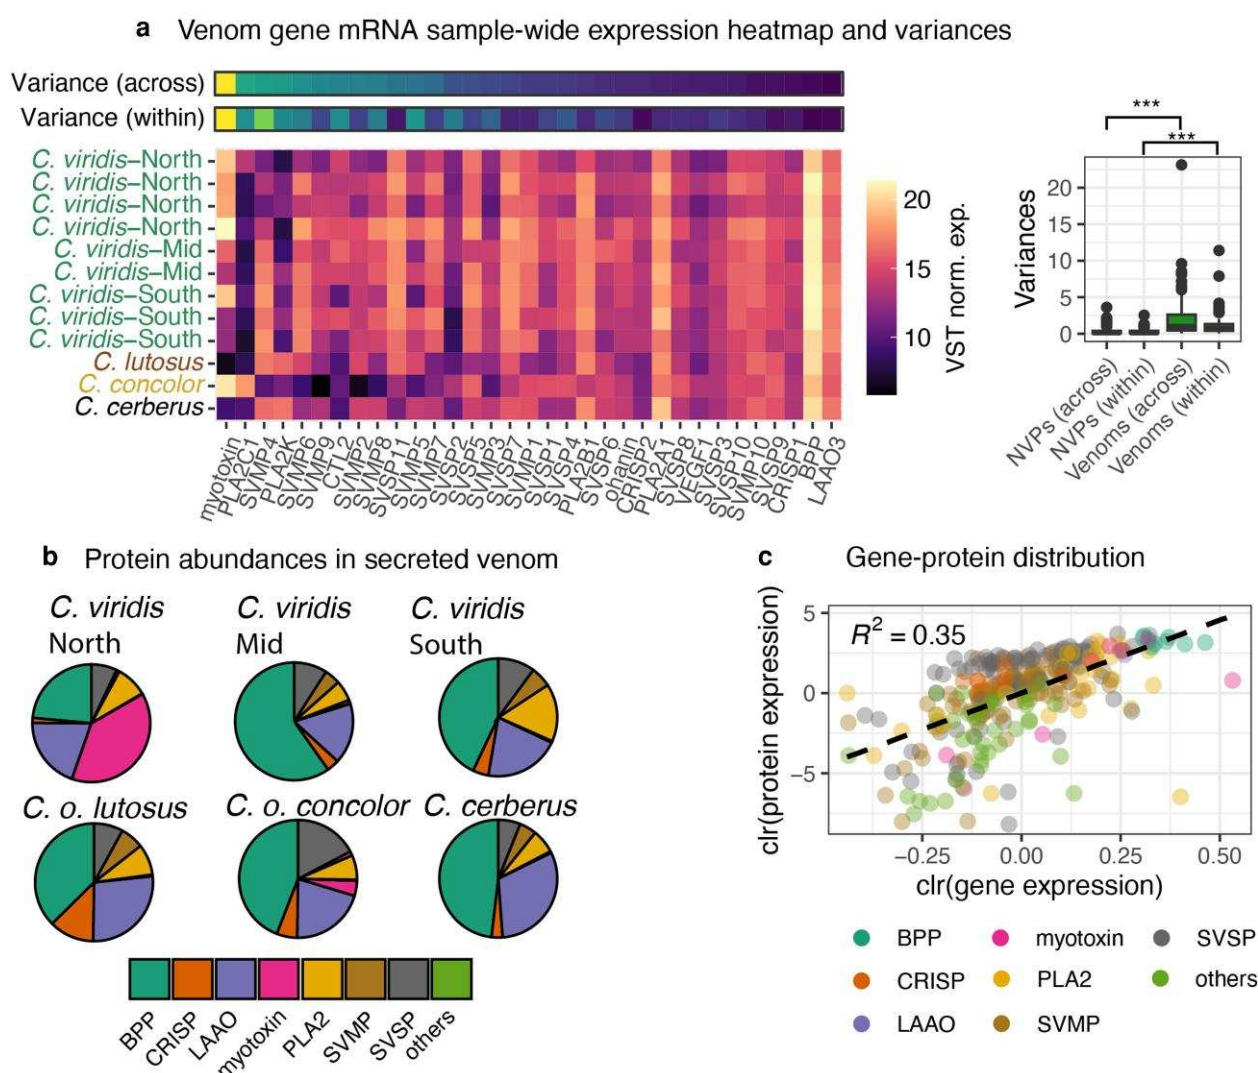 a Venom gene mRNA sample-wide expression heatmap and variances
Variance (across)
Variance (within)
C. viridis–North
C. viridis–North
C. viridis–North
C. viridis–North
C. viridis–Mid
C. viridis–Mid
C. viridis–South
C. viridis–South
C. viridis–South
C. lutosus
C. concolor
C. cerberus
myotoxin
PLA2C1
SVMP4
PLA2K
SVMP6
SVMP9
CTL2
SVMP2
SVMP8
SVSP11
SVMP5
SVMP7
SVSP2
SVSP5
SVMP3
SVSP7
SVMP1
SVSP1
SVSP4
PLA2B1
SVSP6
ohanin
CRISP2
PLA2A1
SVSP8
VEGF1
SVSP3
SVSP10
SVMP10
SVSP9
CRISP1
BPP
LAAO3
20
15
10
VST norm. exp.
***
***
Variances
20
15
10
5
0
NVPs (across)
NVPs (within)
Venoms (across)
Venoms (within)
b Protein abundances in secreted venom
C. viridis
North
C. viridis
Mid
C. viridis
South
C. o. lutosus
C. o. concolor
C. cerberus
BPP
CRISP
LAAO
myotoxin
PLA2
SVMP
SVSP
others
c Gene-protein distribution
clr(protein expression)
R² = 0.35
5
0
−5
−0.25
0.00
0.25
0.50
clr(gene expression)
BPP
CRISP
LAAO
myotoxin
PLA2
SVMP
SVSP
others